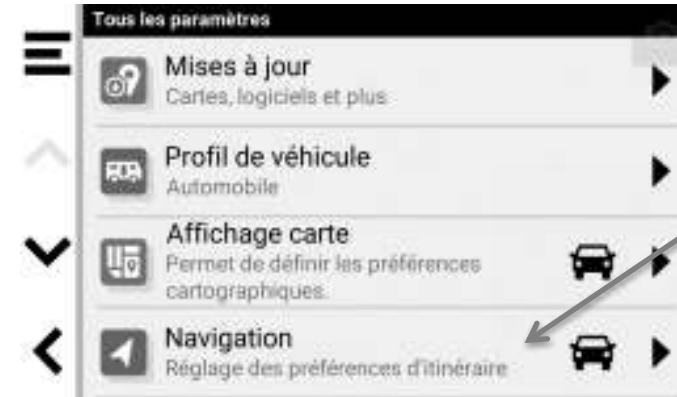 Tous les paramètres
Mises à jour
Cartes, logiciels et plus
Profil de véhicule
Automobile
Affichage carte
Permet de définir les préférences
cartographiques.
Navigation
Réglage des préférences d'itinéraire